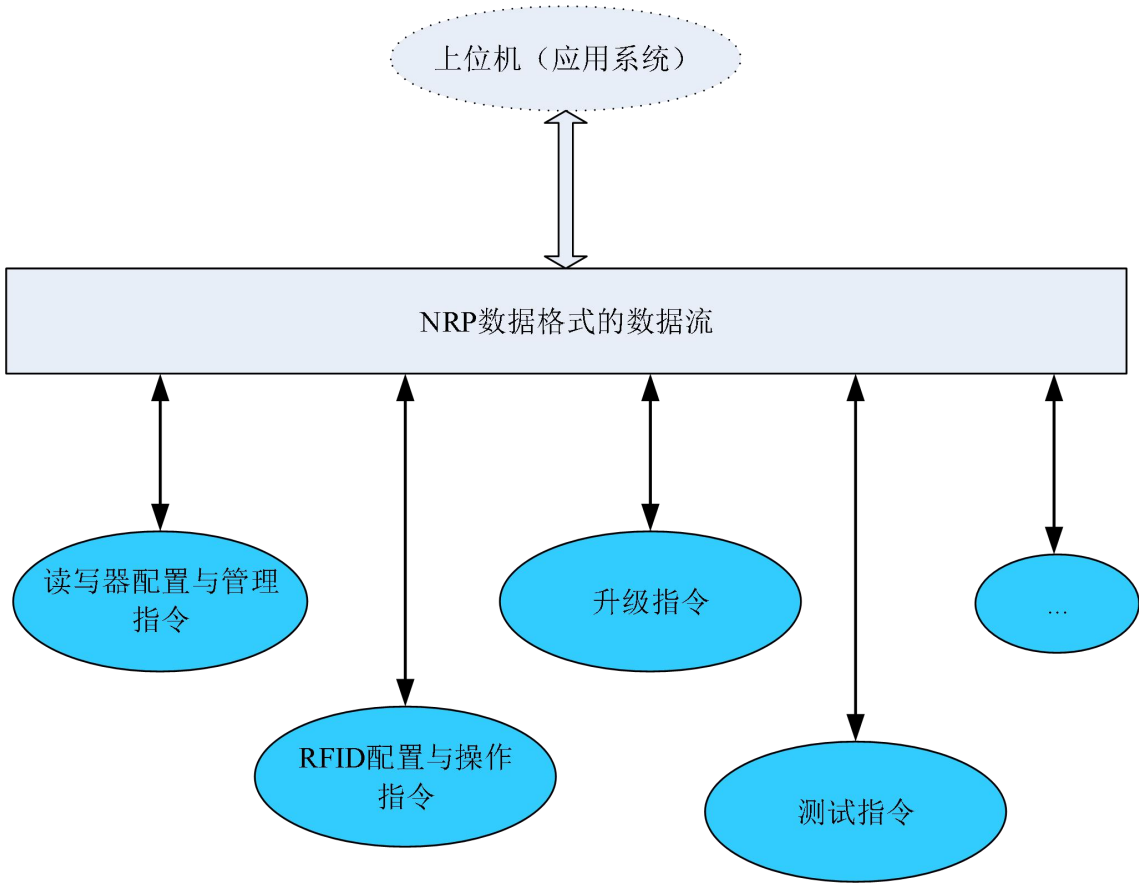 上位机（应用系统）
NRP数据格式的数据流
读写器配置与管理
指令
升级指令
...
RFID配置与操作
指令
测试指令